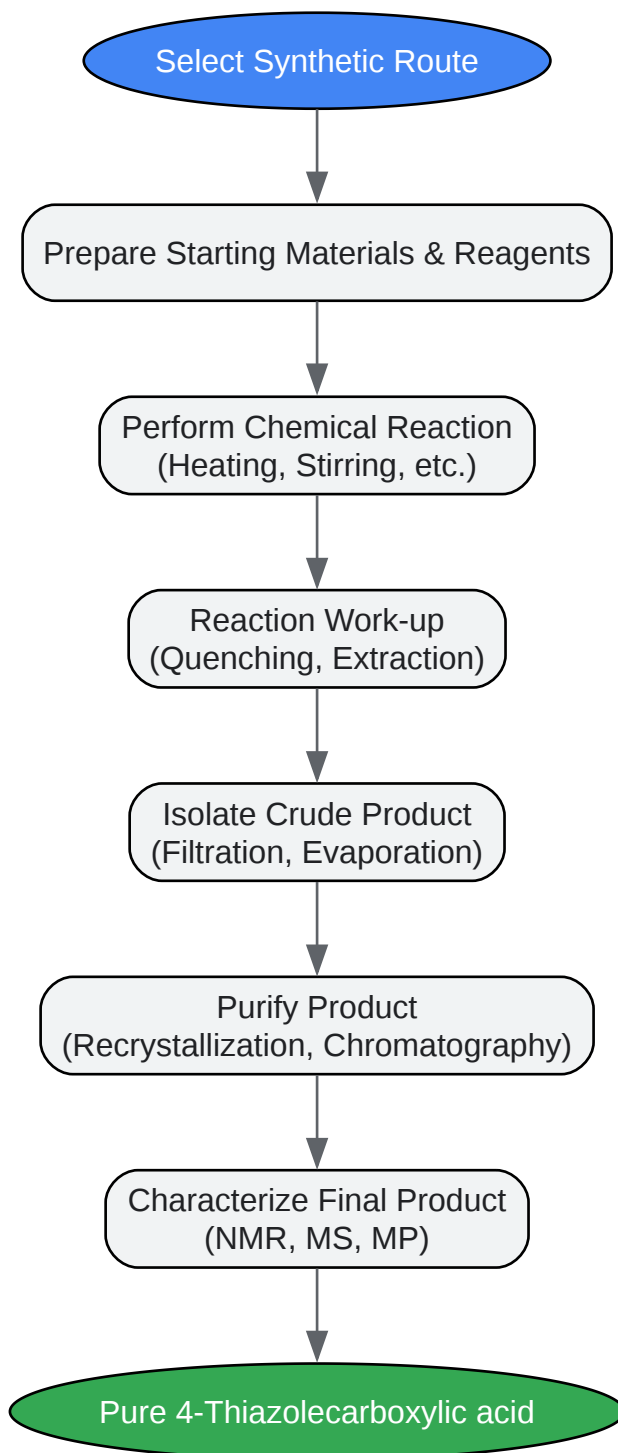 Select Synthetic Route
Prepare Starting Materials & Reagents
Perform Chemical Reaction
(Heating, Stirring, etc.)
Reaction Work-up
(Quenching, Extraction)
Isolate Crude Product
(Filtration, Evaporation)
Purify Product
(Recrystallization, Chromatography)
Characterize Final Product
(NMR, MS, MP)
Pure 4-Thiazolecarboxylic acid